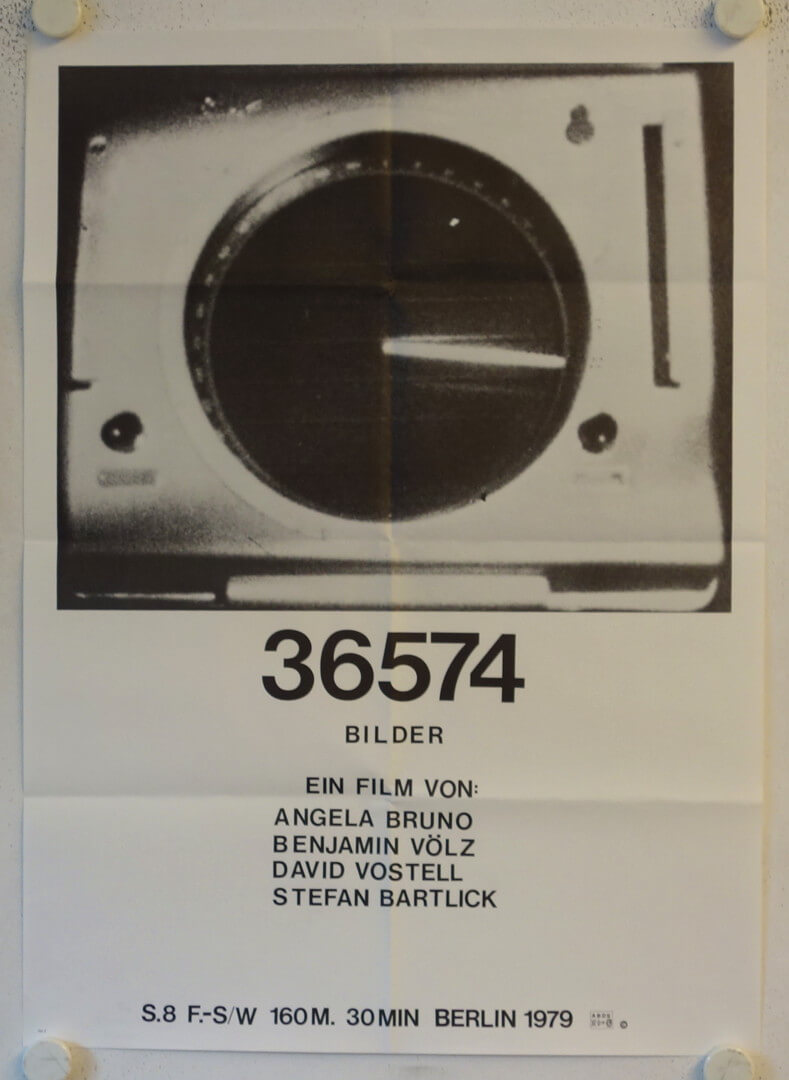 36574
BILDER
EIN FILM VON:
ANGELA BRUNO
BENJAMIN VÖLZ
DAVID VOSTELL
STEFAN BARTLICK
S.8 F.-S/W 160M. 30MIN BERLIN 1979 ©